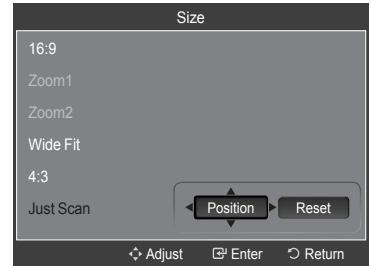 Size
16:9
Zoom1
Zoom2
Wide Fit
4:3
Just Scan Position Reset
Adjust Enter Return